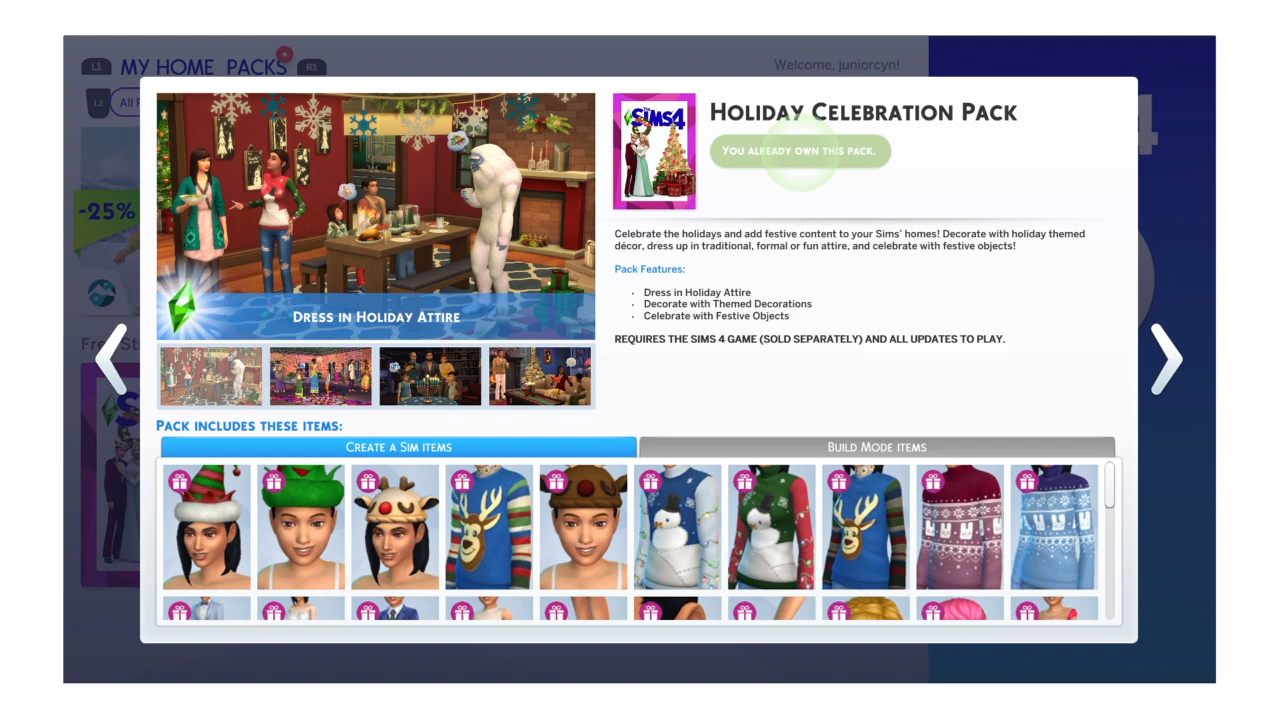 L1 MY HOME PACKS R1
Welcome, juniorcyn!
L2 All
-25%
4
THE SIMS 4
HOLIDAY CELEBRATION PACK
YOU ALREADY OWN THIS PACK.
Celebrate the holidays and add festive content to your Sims' homes! Decorate with holiday themed
décor, dress up in traditional, formal or fun attire, and celebrate with festive objects!
Pack Features:
· Dress in Holiday Attire
· Decorate with Themed Decorations
· Celebrate with Festive Objects
REQUIRES THE SIMS 4 GAME (SOLD SEPARATELY) AND ALL UPDATES TO PLAY.
DRESS IN HOLIDAY ATTIRE
PACK INCLUDES THESE ITEMS:
CREATE A SIM ITEMS
BUILD MODE ITEMS